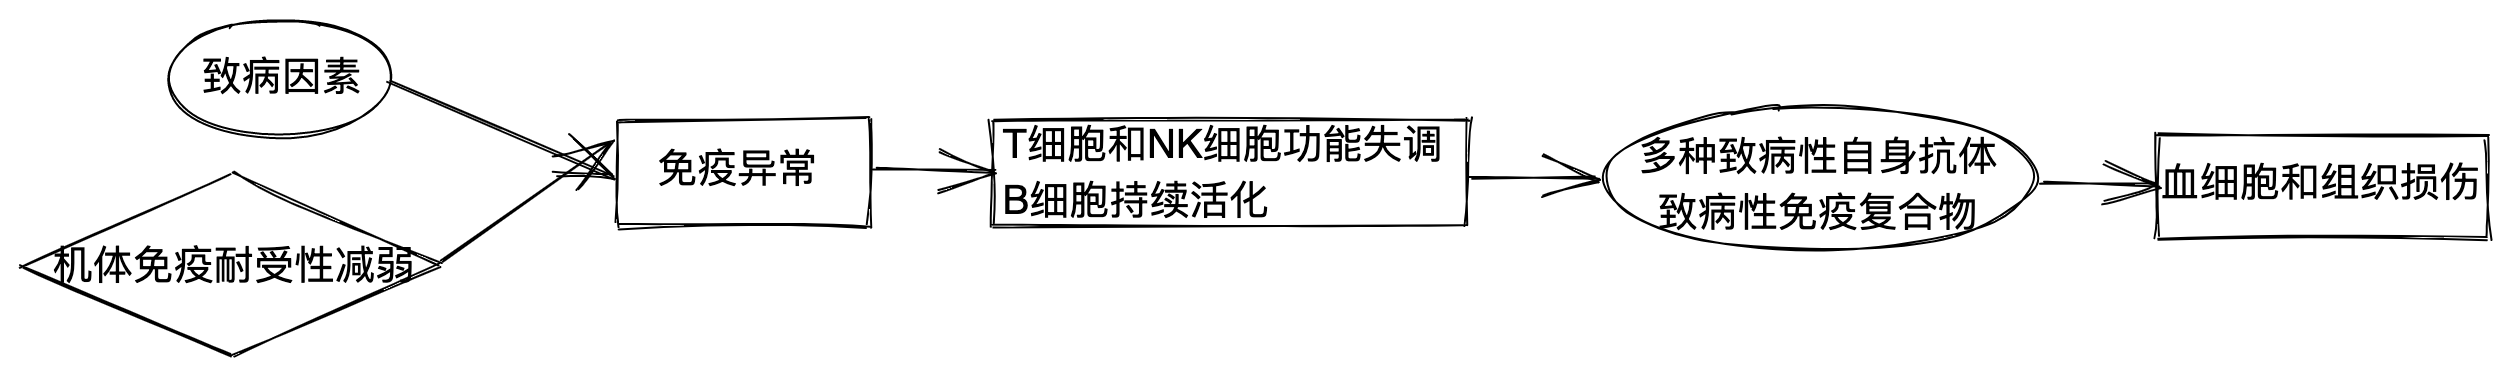 致病因素
机体免疫耐受性减弱
免疫异常
T细胞和NK细胞功能失调
B细胞持续活化
多种致病性自身抗体
致病性免疫复合物
血细胞和组织损伤